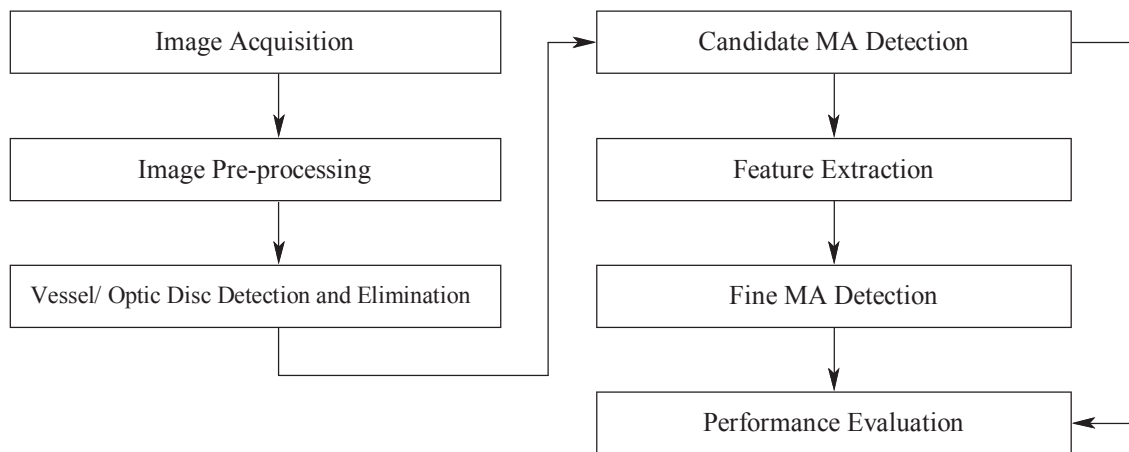 Image Acquisition
Image Pre-processing
Vessel/ Optic Disc Detection and Elimination
Candidate MA Detection
Feature Extraction
Fine MA Detection
Performance Evaluation